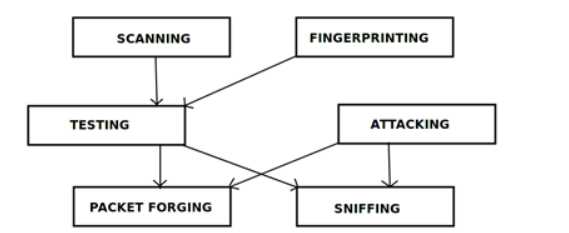 SCANNING
FINGERPRINTING
TESTING
ATTACKING
PACKET FORGING
SNIFFING